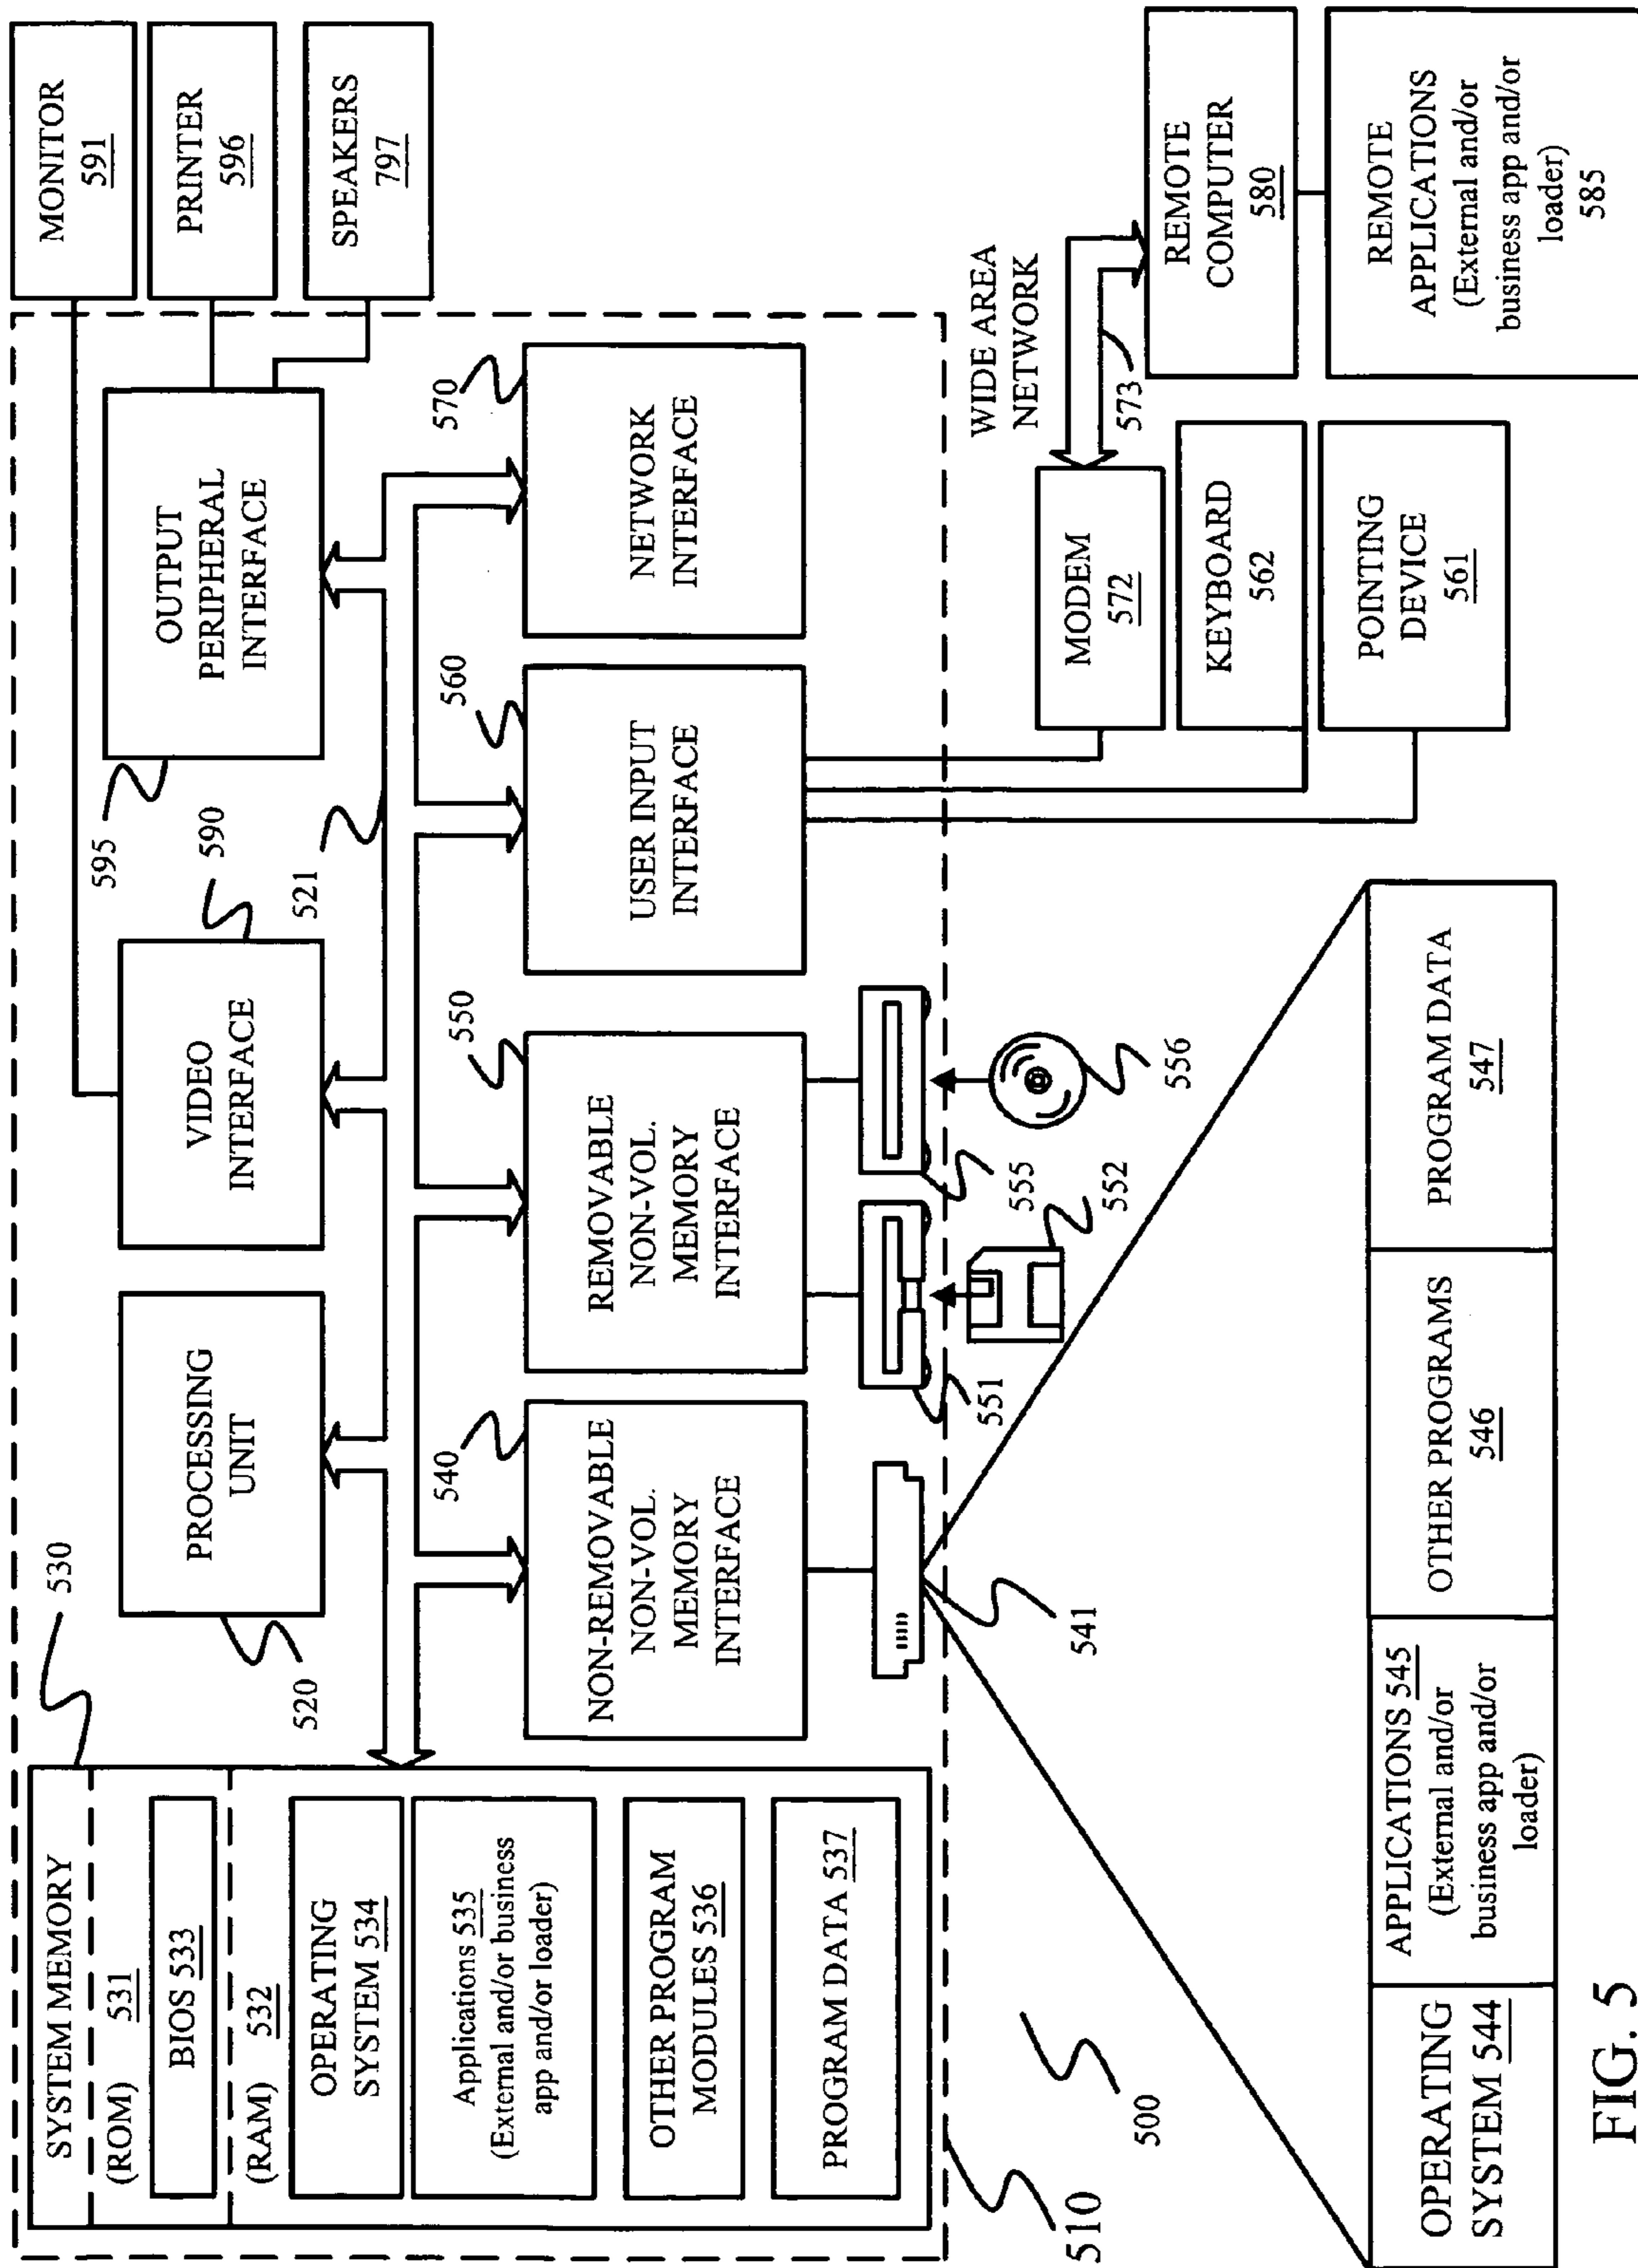 SYSTEM MEMORY
(ROM) 531
BIOS 533
(RAM) 532
OPERATING
SYSTEM 534
Applications 535
(External and/or business
app and/or loader)
OTHER PROGRAM
MODULES 536
PROGRAM DATA 537
530
PROCESSING
UNIT
520
VIDEO
INTERFACE
590
OUTPUT
PERIPHERAL
INTERFACE
595
521
MONITOR
591
PRINTER
596
SPEAKERS
797
NON-REMOVABLE
NON-VOL.
MEMORY
INTERFACE
540
REMOVABLE
NON-VOL.
MEMORY
INTERFACE
550
USER INPUT
INTERFACE
560
NETWORK
INTERFACE
570
541
551
552
555
556
510
500
WIDE AREA
NETWORK
573
MODEM
572
KEYBOARD
562
POINTING
DEVICE
561
REMOTE
COMPUTER
580
REMOTE
APPLICATIONS
(External and/or
business app and/or
loader)
585
OPERATING
SYSTEM 544
APPLICATIONS 545
(External and/or
business app and/or
loader)
OTHER PROGRAMS
546
PROGRAM DATA
547
FIG. 5